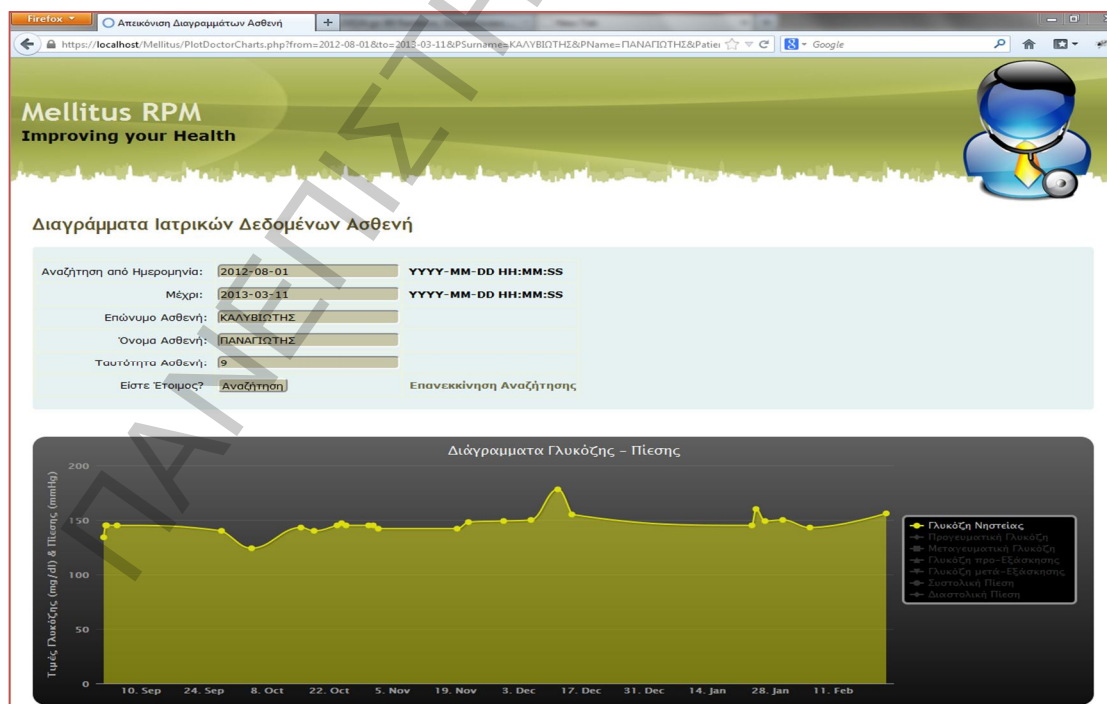 Firefox
Απεικόνιση Διαγραμμάτων Ασθενή
https://localhost/Mellitus/PlotDoctorCharts.php?from=2012-08-01&to=2013-03-11&PSurname=ΚΑΛΥΒΙΩΤΗΣ&PName=ΠΑΝΑΓΙΩΤΗΣ&Patie
Google
Mellitus RPM
Improving your Health
Διαγράμματα Ιατρικών Δεδομένων Ασθενή
Αναζήτηση από Ημερομηνία: 2012-08-01 YYYY-MM-DD HH:MM:SS
Μέχρι: 2013-03-11 YYYY-MM-DD HH:MM:SS
Επώνυμο Ασθενή: ΚΑΛΥΒΙΩΤΗΣ
Όνομα Ασθενή: ΠΑΝΑΓΙΩΤΗΣ
Ταυτότητα Ασθενή: 9
Είστε Έτοιμος? Αναζήτηση Επανεκκίνηση Αναζήτησης
Διάγραμματα Γλυκόζης - Πίεσης
Τιμές Γλυκόζης (mg/dl) & Πίεσης (mmHg)
200
150
100
50
0
10. Sep 24. Sep 8. Oct 22. Oct 5. Nov 19. Nov 3. Dec 17. Dec 31. Dec 14. Jan 28. Jan 11. Feb
Γλυκόζη Νηστείας
Προγευματική Γλυκόζη
Μεταγευματική Γλυκόζη
Γλυκόζη προ-Εξάσκησης
Γλυκόζη μετά-Εξάσκησης
Συστολική Πίεση
Διαστολική Πίεση
ΠΑΝΕΠΙΣΤΗ